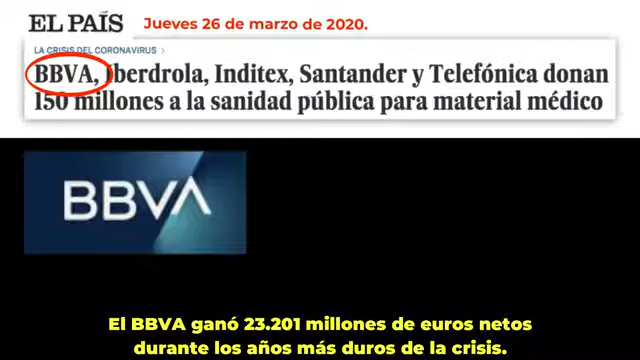 EL PAÍS
Jueves 26 de marzo de 2020.
LA CRISIS DEL CORONAVIRUS >
BBVA, Iberdrola, Inditex, Santander y Telefónica donan
150 millones a la sanidad pública para material médico
BBVA
El BBVA ganó 23.201 millones de euros netos
durante los años más duros de la crisis.